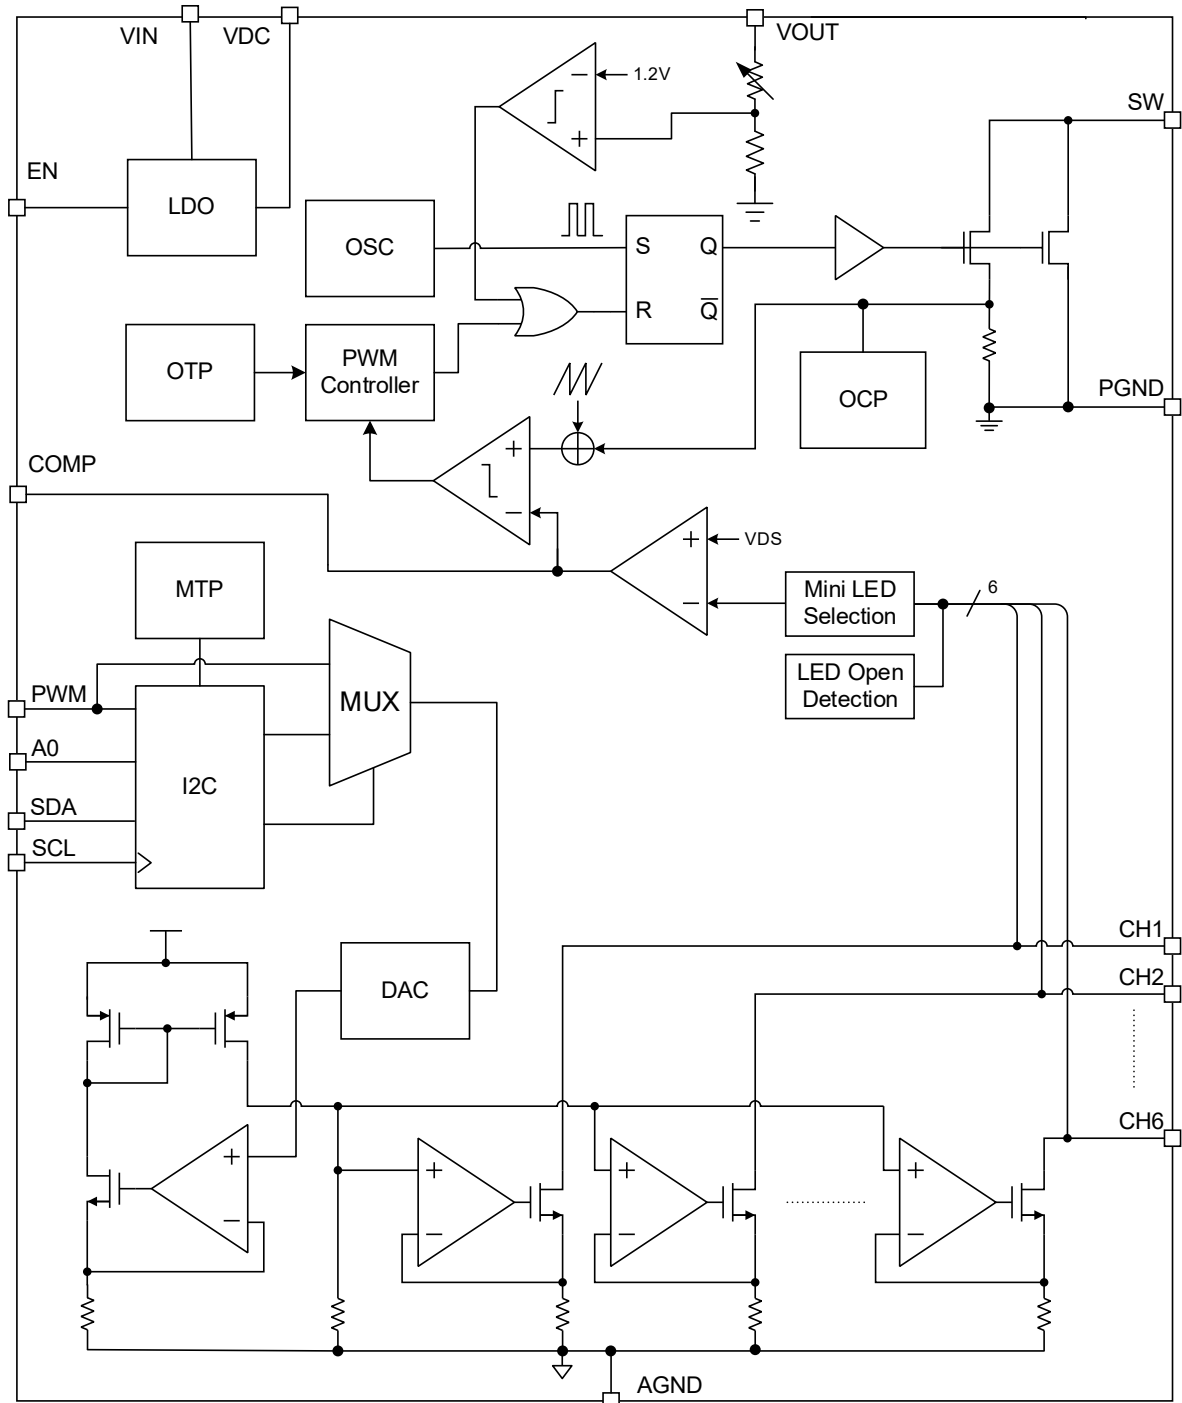 VIN
VDC
VOUT
1.2V
SW
EN
LDO
OSC
S
Q
R
Q̅
OTP
PWM
Controller
OCP
PGND
+
−
COMP
VDS
MTP
Mini LED
Selection
6
LED Open
Detection
PWM
MUX
A0
I2C
SDA
SCL
CH1
DAC
CH2
CH6
AGND